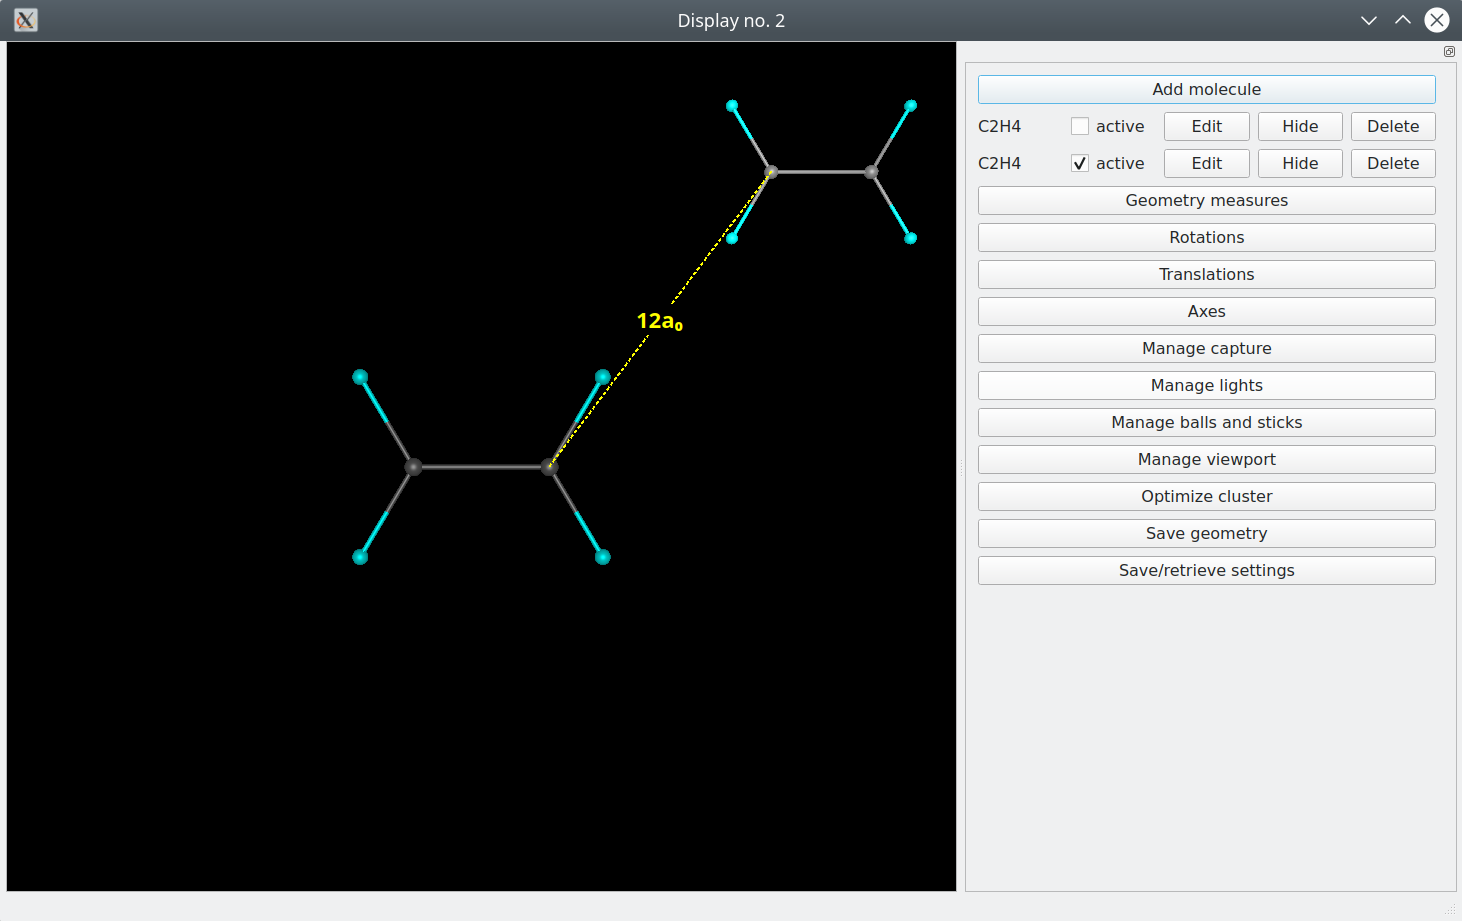 Display no. 2
Add molecule
C2H4 active Edit Hide Delete
C2H4 active Edit Hide Delete
Geometry measures
Rotations
Translations
Axes
Manage capture
Manage lights
Manage balls and sticks
Manage viewport
Optimize cluster
Save geometry
Save/retrieve settings
12a₀